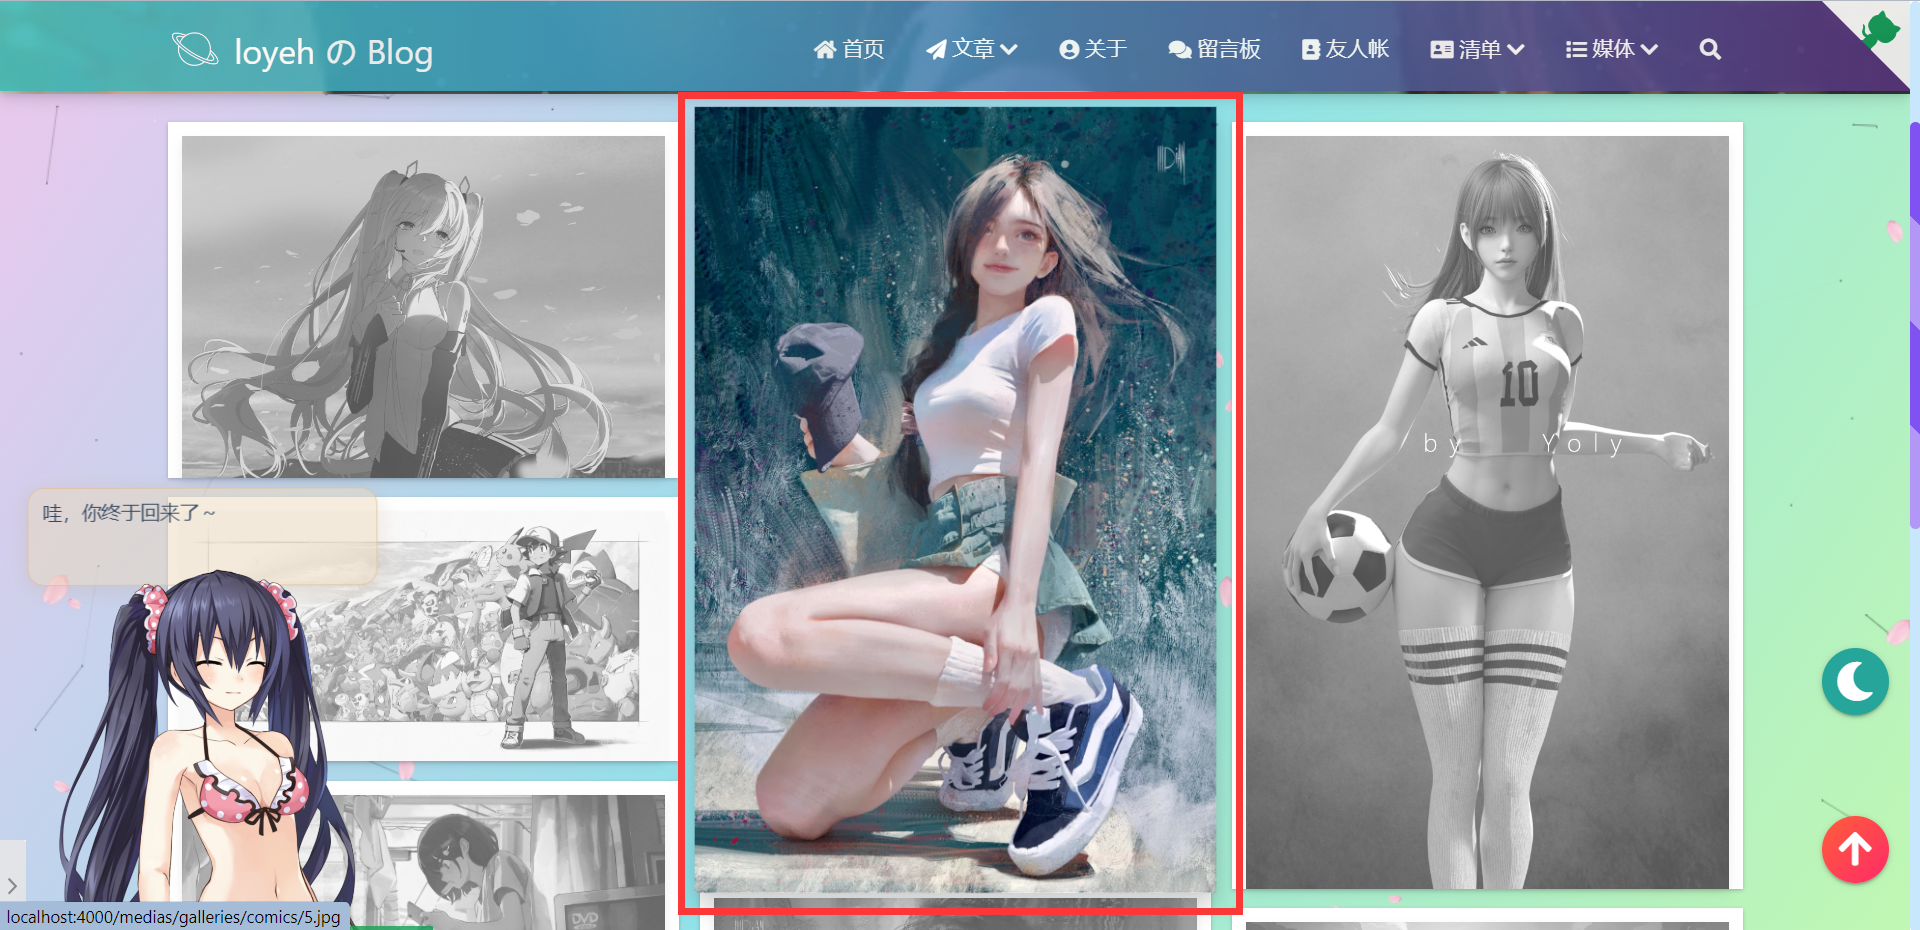 loyeh の Blog
首页
文章
关于
留言板
友人帐
清单
媒体
10
by Yoly
哇，你终于回来了~
DVD
localhost:4000/medias/galleries/comics/5.jpg